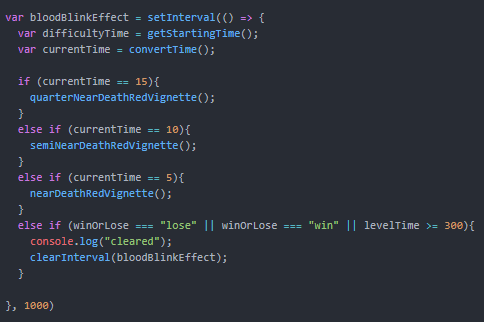 var bloodBlinkEffect = setInterval(() => {
  var difficultyTime = getStartingTime();
  var currentTime = convertTime();

  if (currentTime == 15){
    quarterNearDeathRedVignette();
  }
  else if (currentTime == 10){
    semiNearDeathRedVignette();
  }
  else if (currentTime == 5){
    nearDeathRedVignette();
  }
  else if (winOrLose === "lose" || winOrLose === "win" || levelTime >= 300){
    console.log("cleared");
    clearInterval(bloodBlinkEffect);
  }

}, 1000)